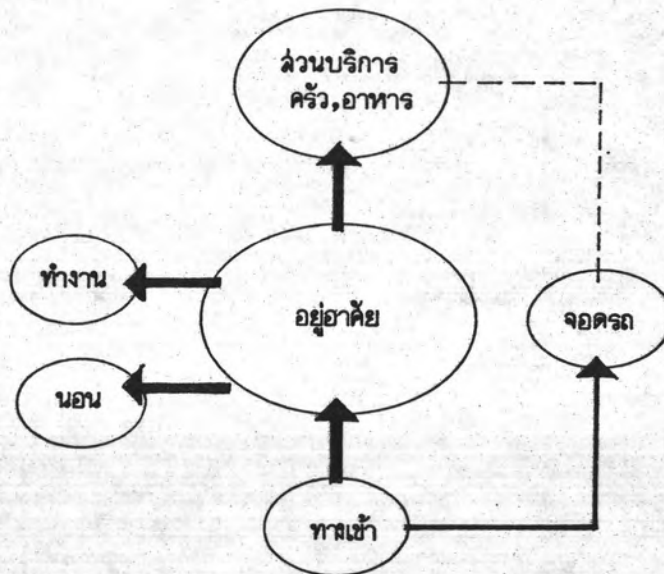 ส่วนบริการ
ครัว,อาหาร
ทำงาน
อยู่อาศัย
จอดรถ
นอน
ทางเข้า